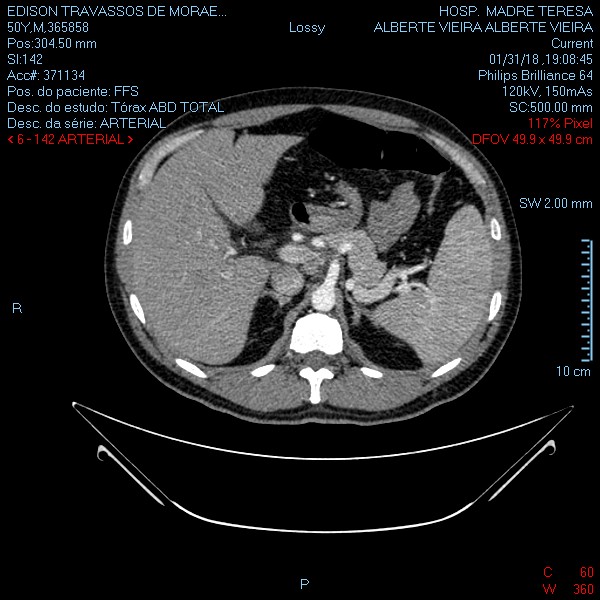 EDISON TRAVASSOS DE MORAE...
50Y,M,365858
Pos:304.50 mm
SI:142
Acc#: 371134
Pos. do paciente: FFS
Desc. do estudo: Tórax ABD TOTAL
Desc. da série: ARTERIAL
< 6 - 142 ARTERIAL >
Lossy
HOSP. MADRE TERESA
ALBERTE VIEIRA ALBERTE VIEIRA
Current
01/31/18 ,19:08:45
Philips Brilliance 64
120kV, 150mAs
SC:500.00 mm
117% Pixel
DFOV 49.9 x 49.9 cm
SW 2.00 mm
R
10 cm
P
C 60
W 360